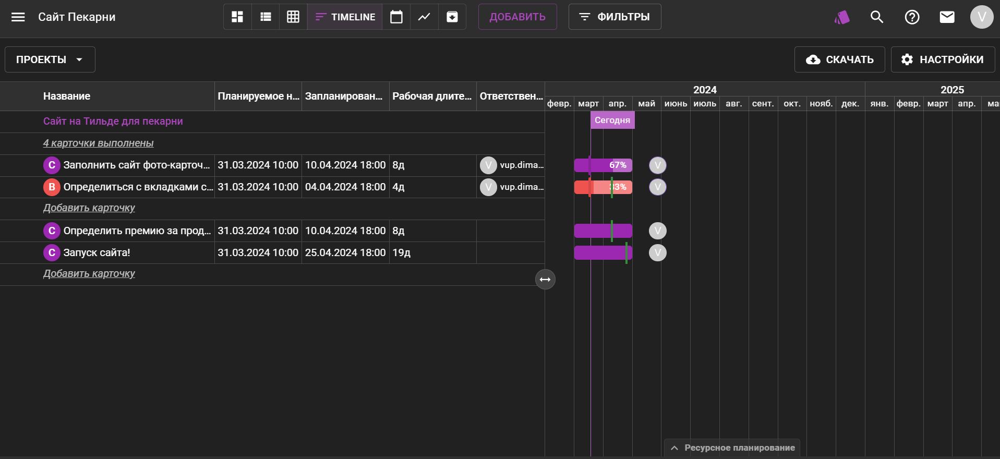 Сайт Пекарни
TIMELINE
ДОБАВИТЬ
ФИЛЬТРЫ
V
ПРОЕКТЫ
СКАЧАТЬ
НАСТРОЙКИ
Название
Планируемое н...
Запланирован...
Рабочая длите...
Ответствен...
2024
2025
февр. март апр. май июнь июль авг. сент. окт. нояб. дек. янв. февр. март апр. ма
Сайт на Тильде для пекарни
Сегодня
4 карточки выполнены
С Заполнить сайт фото-карточ... 31.03.2024 10:00 10.04.2024 18:00 8д V vup.dima... 67% V
В Определиться с вкладками с... 31.03.2024 10:00 04.04.2024 18:00 4д V vup.dima... 33% V
Добавить карточку
С Определить премию за прод... 31.03.2024 10:00 10.04.2024 18:00 8д V
С Запуск сайта! 31.03.2024 10:00 25.04.2024 18:00 19д V
Добавить карточку
Ресурсное планирование